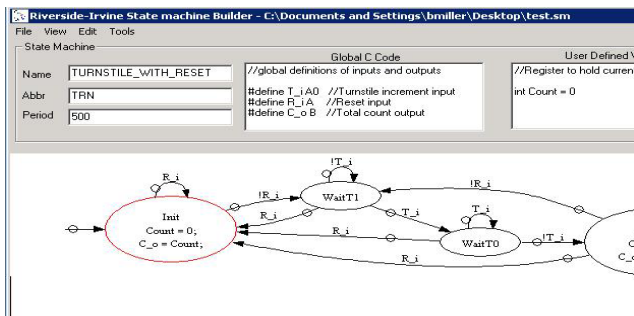 Riverside-Irvine State machine Builder - C:\Documents and Settings\bmiller\Desktop\test.sm
File View Edit Tools
State Machine
Name TURNSTILE_WITH_RESET
Abbr TRN
Period 500
Global C Code
//global definitions of inputs and outputs
#define T_i A0 //Turnstile increment input
#define R_i A //Reset input
#define C_o B //Total count output
User Defined V
//Register to hold curren
int Count = 0
R_i
!T_i
!R_i
WaitT1
!R_i
R_i
T_i
T_i
Init
Count = 0;
C_o = Count;
R_i
WaitT0
!T_i
R_i
C
C_o